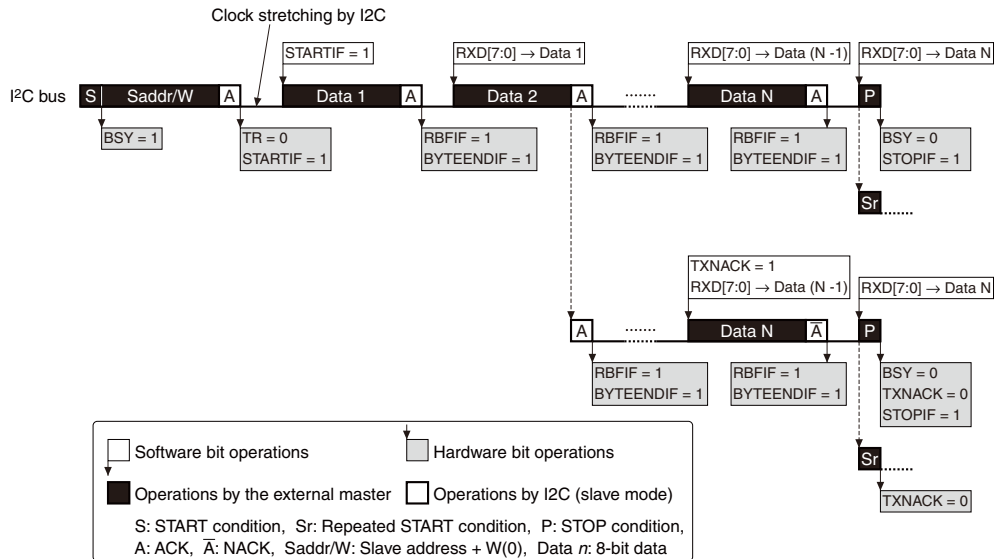 Clock stretching by I2C
STARTIF = 1
RXD[7:0] → Data 1
RXD[7:0] → Data (N -1)
RXD[7:0] → Data N
I²C bus
S Saddr/W A Data 1 A Data 2 A Data N A P
BSY = 1
TR = 0
STARTIF = 1
RBFIF = 1
BYTEENDIF = 1
RBFIF = 1
BYTEENDIF = 1
RBFIF = 1
BYTEENDIF = 1
BSY = 0
STOPIF = 1
Sr
TXNACK = 1
RXD[7:0] → Data (N -1)
RXD[7:0] → Data N
A Data N A̅ P
RBFIF = 1
BYTEENDIF = 1
RBFIF = 1
BYTEENDIF = 1
BSY = 0
TXNACK = 0
STOPIF = 1
Sr
TXNACK = 0
Software bit operations
Hardware bit operations
Operations by the external master
Operations by I2C (slave mode)
S: START condition, Sr: Repeated START condition, P: STOP condition,
A: ACK, A̅: NACK, Saddr/W: Slave address + W(0), Data n: 8-bit data